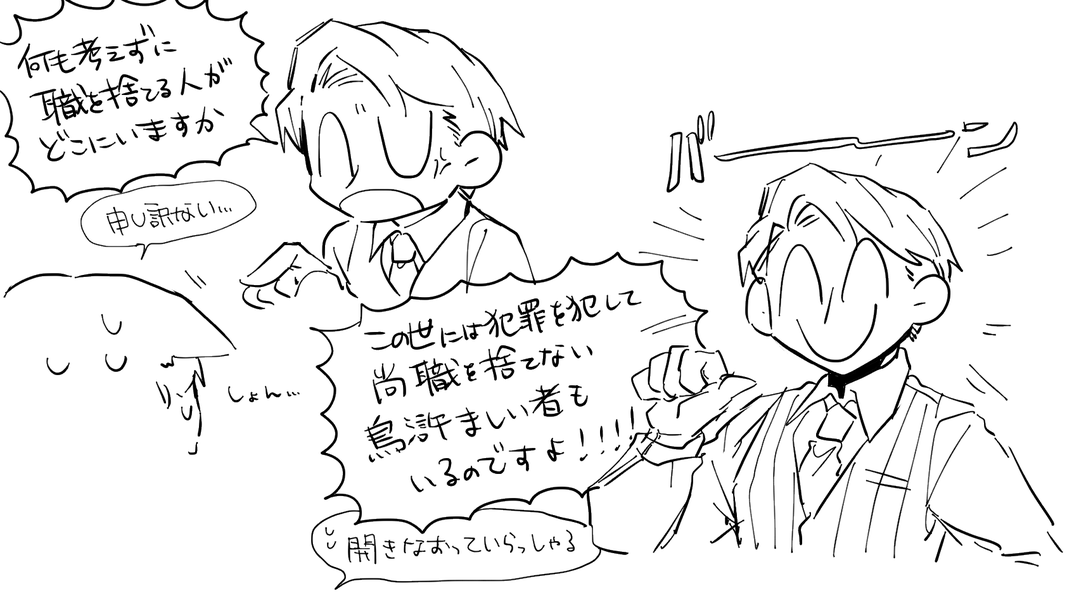 何も考えずに
職を捨てる人が
どこにいますか
申し訳ない…
しょん…
バーン
この世には犯罪を犯して
尚職を捨てない
烏滸ましい者も
いるのですよ!!!!
開きなおっていらっしゃる